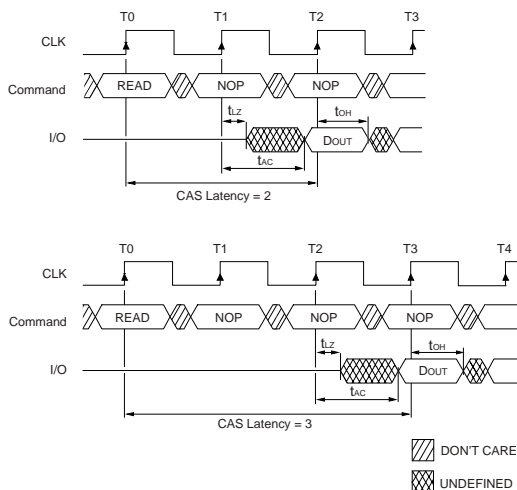 T0 T1 T2 T3
CLK
Command READ NOP NOP
tLZ tOH
I/O DOUT
tAC
CAS Latency = 2
T0 T1 T2 T3 T4
CLK
Command READ NOP NOP NOP
tLZ tOH
I/O DOUT
tAC
CAS Latency = 3
DON'T CARE
UNDEFINED